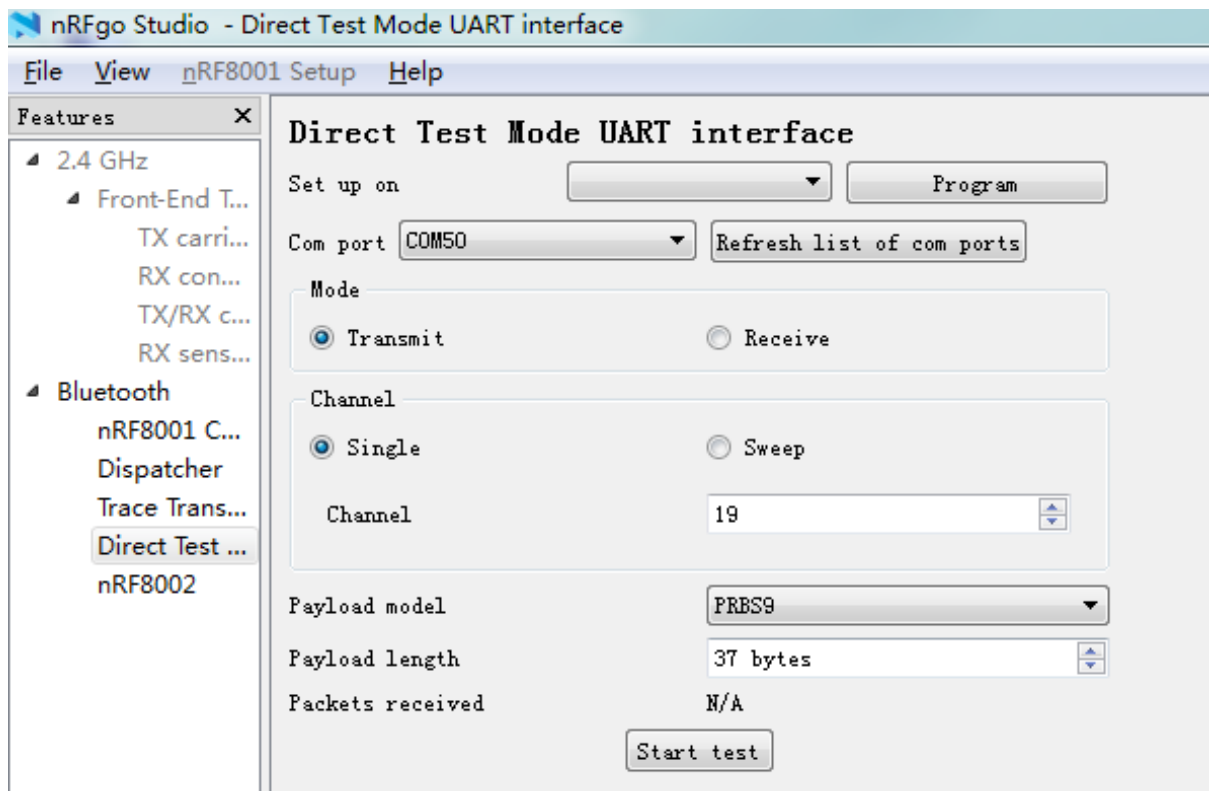 nRFgo Studio - Direct Test Mode UART interface
File View nRF8001 Setup Help
Features
2.4 GHz
Front-End T...
TX carri...
RX con...
TX/RX c...
RX sens...
Bluetooth
nRF8001 C...
Dispatcher
Trace Trans...
Direct Test ...
nRF8002
Direct Test Mode UART interface
Set up on Program
Com port COM50 Refresh list of com ports
Mode
Transmit Receive
Channel
Single Sweep
Channel 19
Payload model PRBS9
Payload length 37 bytes
Packets received N/A
Start test